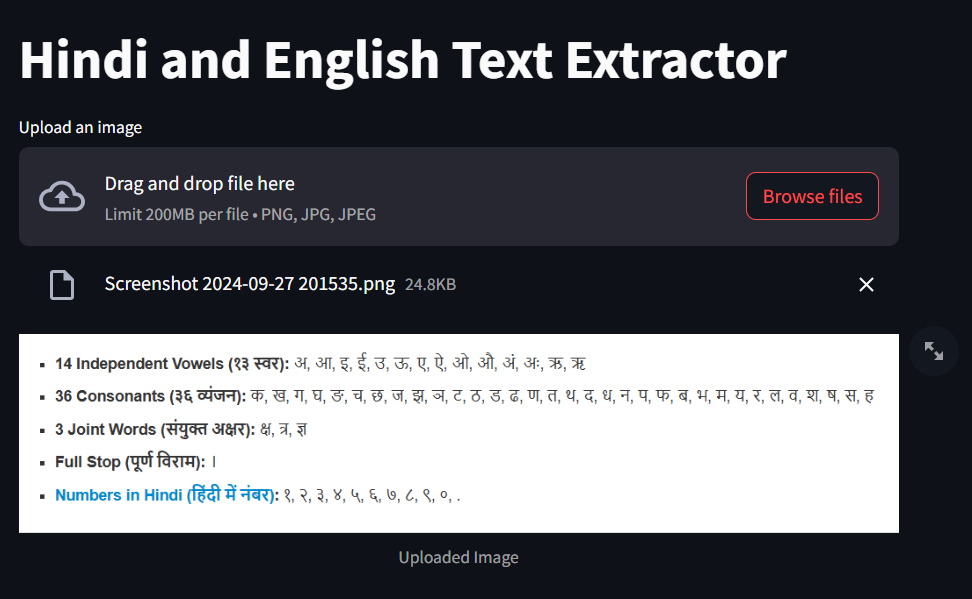 Hindi and English Text Extractor
Upload an image
Drag and drop file here
Limit 200MB per file • PNG, JPG, JPEG
Browse files
Screenshot 2024-09-27 201535.png 24.8KB
▪ 14 Independent Vowels (१३ स्वर): अ, आ, इ, ई, उ, ऊ, ए, ऐ, ओ, औ, अं, अः, ऋ, ॠ
▪ 36 Consonants (३६ व्यंजन): क, ख, ग, घ, ङ, च, छ, ज, झ, ञ, ट, ठ, ड, ढ, ण, त, थ, द, ध, न, प, फ, ब, भ, म, य, र, ल, व, श, ष, स, ह
▪ 3 Joint Words (संयुक्त अक्षर): क्ष, त्र, ज्ञ
▪ Full Stop (पूर्ण विराम): ।
▪ Numbers in Hindi (हिंदी में नंबर): १, २, ३, ४, ५, ६, ७, ८, ९, ०, .
Uploaded Image